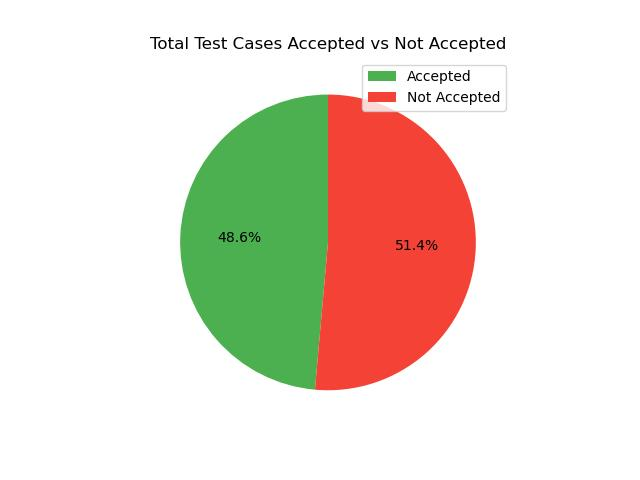 Total Test Cases Accepted vs Not Accepted
Accepted
Not Accepted
48.6%
51.4%